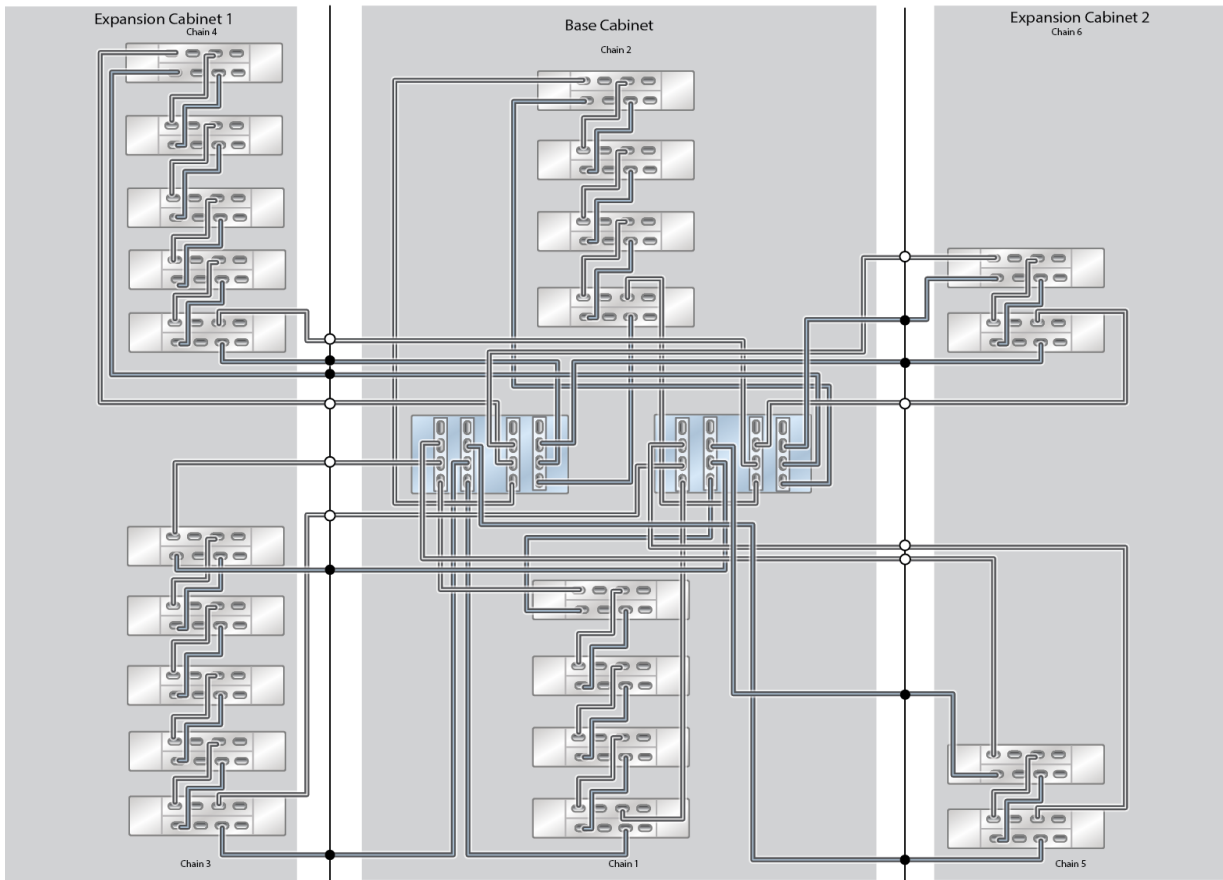 Expansion Cabinet 1
Chain 4
Base Cabinet
Chain 2
Expansion Cabinet 2
Chain 6
Chain 3
Chain 1
Chain 5